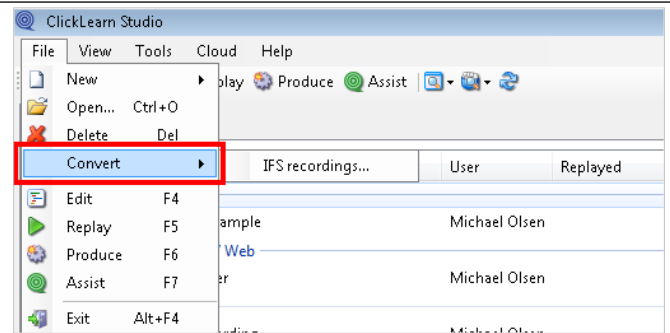 ClickLearn Studio
File View Tools Cloud Help
New play Produce Assist
Open... Ctrl+O
Delete Del
Convert IFS recordings... User Replayed
Edit F4
Replay F5 ample Michael Olsen
Produce F6 Web
Assist F7 er Michael Olsen
Exit Alt+F4
Michael Olsen